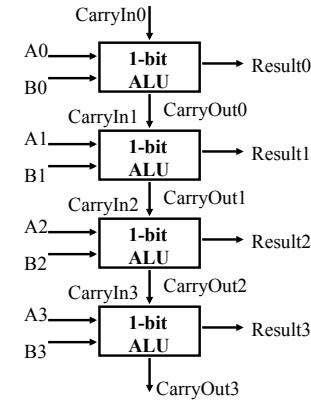 CarryIn0
A0
B0
1-bit
ALU
Result0
CarryOut0
CarryIn1
A1
B1
1-bit
ALU
Result1
CarryOut1
CarryIn2
A2
B2
1-bit
ALU
Result2
CarryOut2
CarryIn3
A3
B3
1-bit
ALU
Result3
CarryOut3